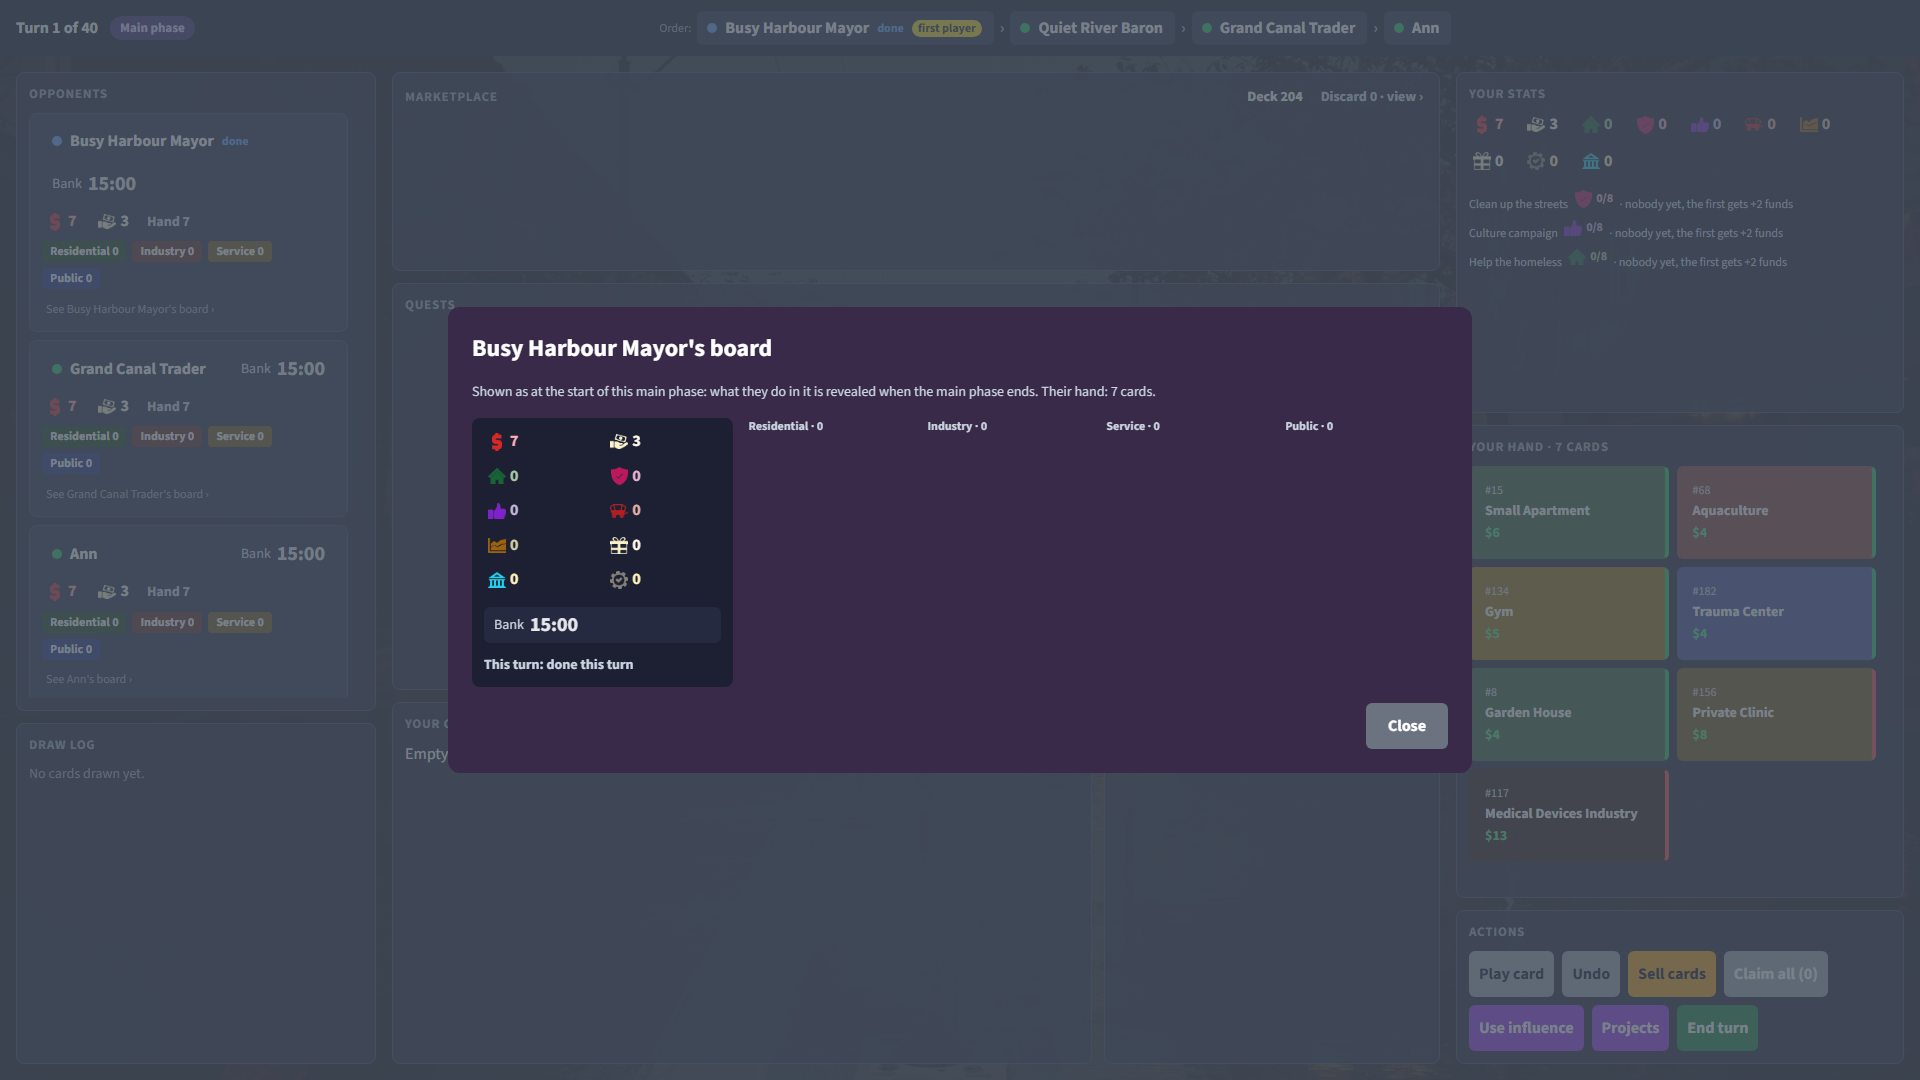 Turn 1 of 40 Main phase
Order: Busy Harbour Mayor done first player › Quiet River Baron › Grand Canal Trader › Ann
OPPONENTS
Busy Harbour Mayor done
Bank 15:00
7 3 Hand 7
Residential 0 Industry 0 Service 0
Public 0
See Busy Harbour Mayor's board ›
Grand Canal Trader Bank 15:00
7 3 Hand 7
Residential 0 Industry 0 Service 0
Public 0
See Grand Canal Trader's board ›
Ann Bank 15:00
7 3 Hand 7
Residential 0 Industry 0 Service 0
Public 0
See Ann's board ›
DRAW LOG
No cards drawn yet.
MARKETPLACE
Deck 204 Discard 0 · view ›
QUESTS
YOUR
Empty
Busy Harbour Mayor's board
Shown as at the start of this main phase: what they do in it is revealed when the main phase ends. Their hand: 7 cards.
7 3
0 0
0 0
0 0
0 0
Bank 15:00
This turn: done this turn
Residential · 0 Industry · 0 Service · 0 Public · 0
Close
YOUR STATS
7 3 0 0 0 0 0
0 0 0
Clean up the streets 0/8 · nobody yet, the first gets +2 funds
Culture campaign 0/8 · nobody yet, the first gets +2 funds
Help the homeless 0/8 · nobody yet, the first gets +2 funds
YOUR HAND · 7 CARDS
#15
Small Apartment
$6
#68
Aquaculture
$4
#134
Gym
$5
#182
Trauma Center
$4
#8
Garden House
$4
#156
Private Clinic
$8
#117
Medical Devices Industry
$13
ACTIONS
Play card Undo Sell cards Claim all (0)
Use influence Projects End turn